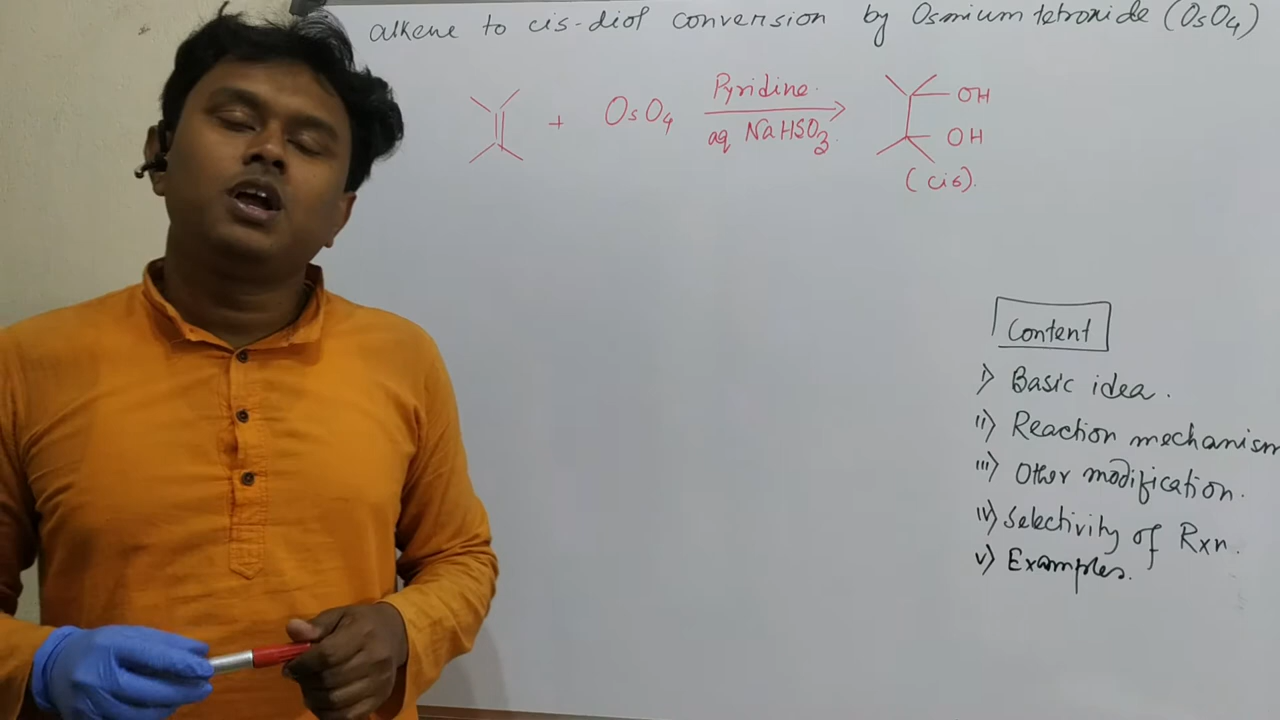 alkene to cis-diol conversion by Osmium tetroxide (OsO4)
+ OsO4
Pyridine.
aq NaHSO3.
OH
OH
(cis).
Content
i) Basic idea.
ii) Reaction mechanism
iii) Other modification.
iv) Selectivity of Rxn.
v) Examples.